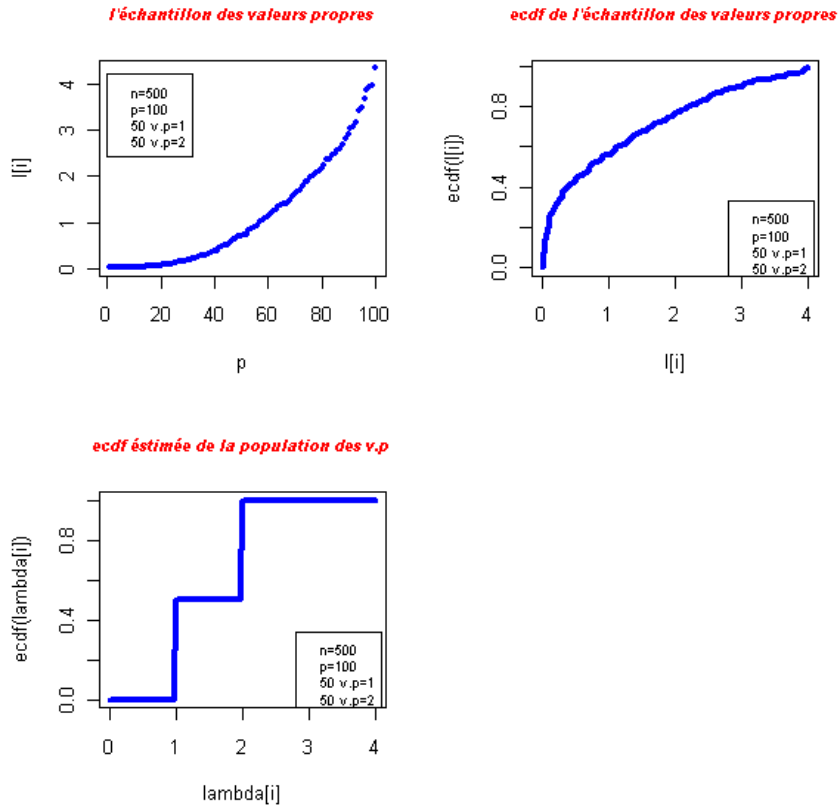 l'échantillon des valeurs propres
l[i]
4
3
2
1
0
n=500
p=100
50 v.p=1
50 v.p=2
0 20 40 60 80 100
p
ecdf de l'échantillon des valeurs propres
ecdf(l[i])
0.8
0.4
0.0
n=500
p=100
50 v.p=1
50 v.p=2
0 1 2 3 4
l[i]
ecdf éstimée de la population des v.p
ecdf(lambda[i])
0.8
0.4
0.0
n=500
p=100
50 v.p=1
50 v.p=2
0 1 2 3 4
lambda[i]